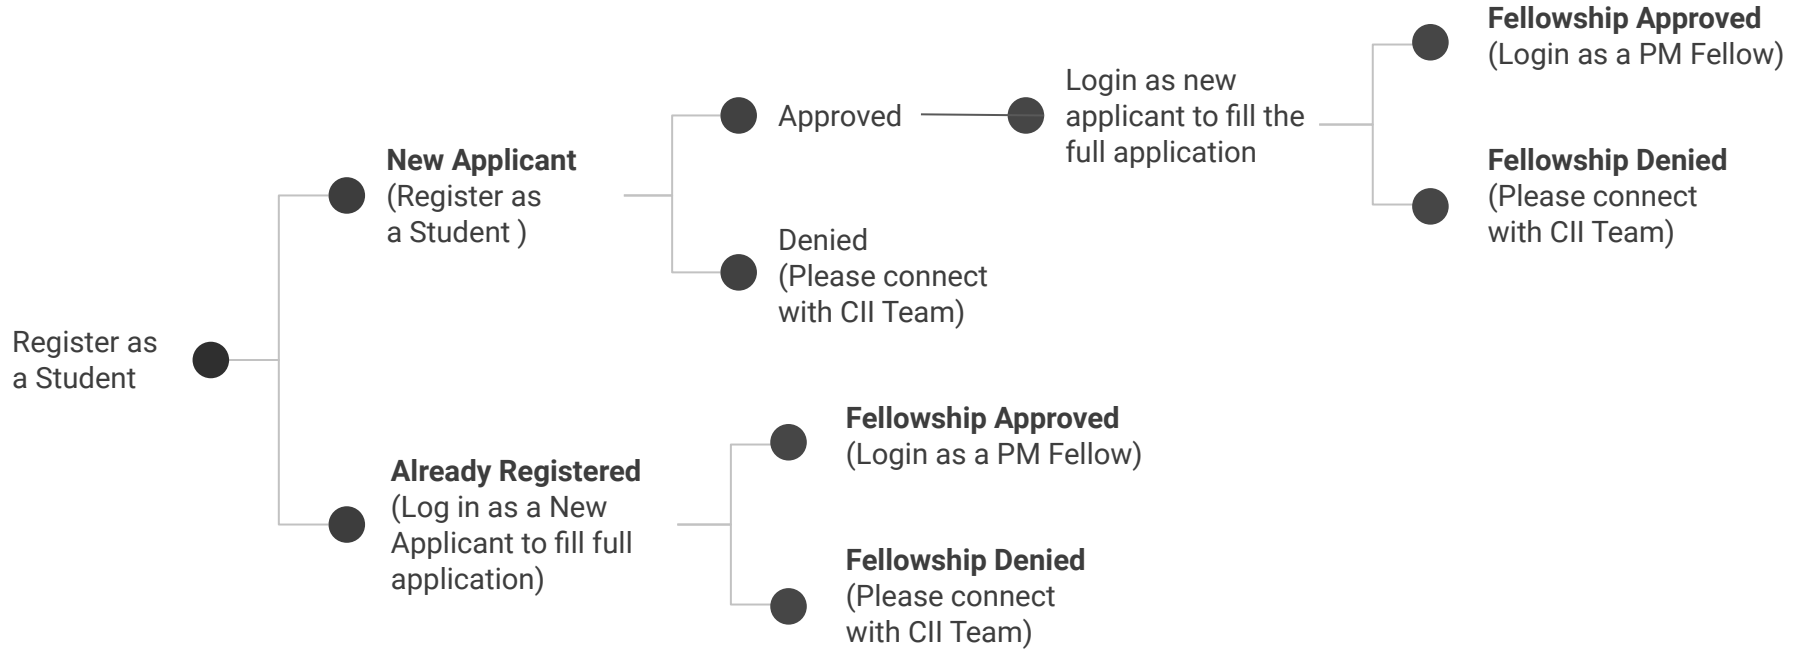 Register as
a Student
New Applicant
(Register as
a Student )
Approved
Login as new
applicant to fill the
full application
Fellowship Approved
(Login as a PM Fellow)
Fellowship Denied
(Please connect
with CII Team)
Denied
(Please connect
with CII Team)
Already Registered
(Log in as a New
Applicant to fill full
application)
Fellowship Approved
(Login as a PM Fellow)
Fellowship Denied
(Please connect
with CII Team)